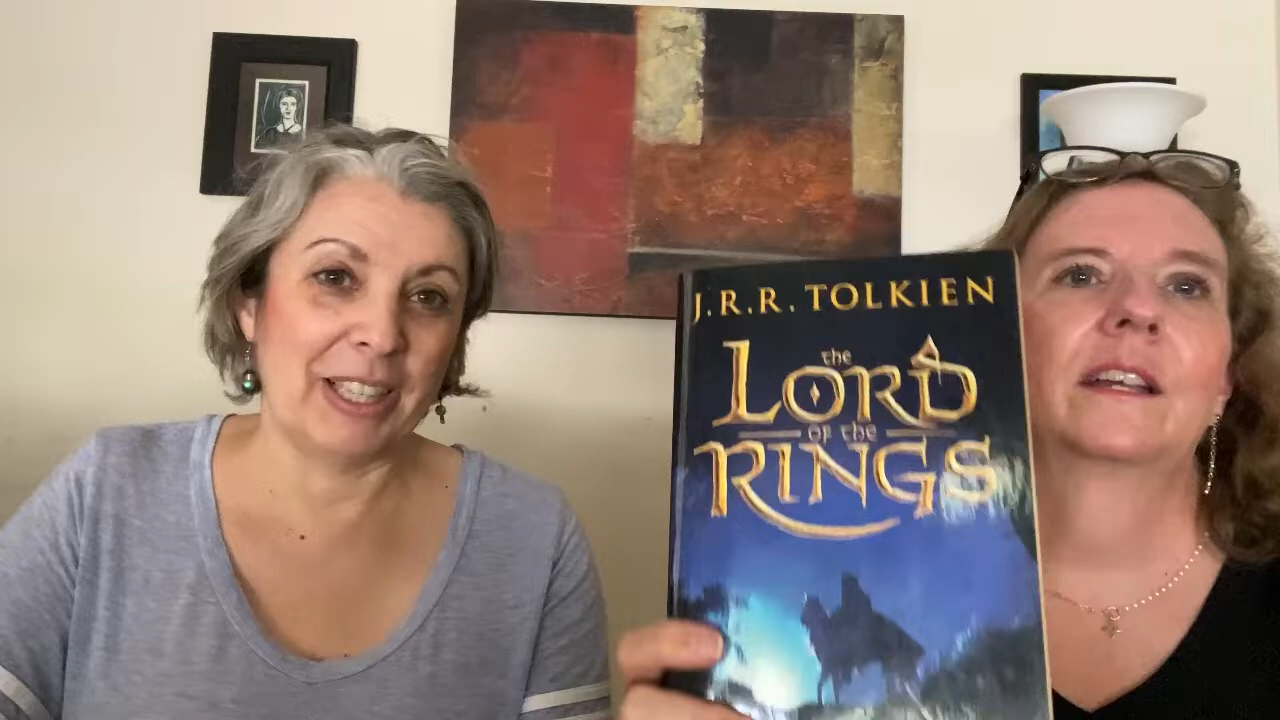 J.R.R. TOLKIEN
the
LORD
OF the
RINGS